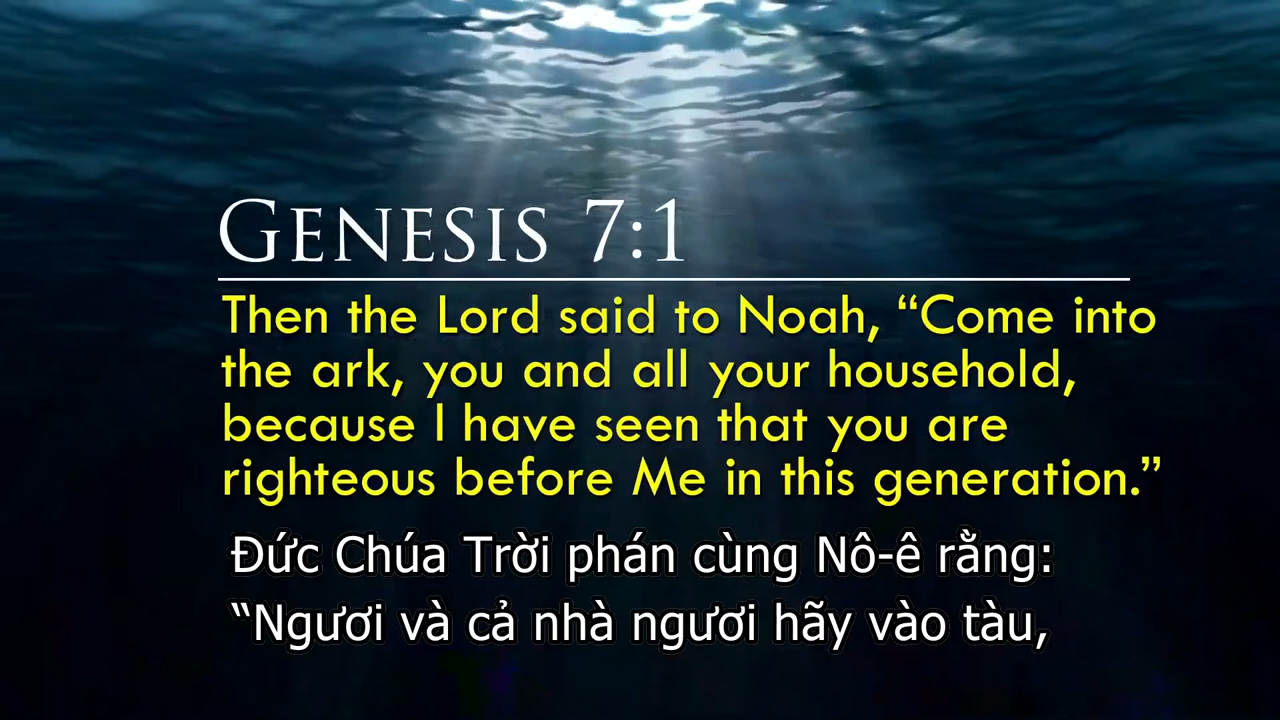 Genesis 7:1
Then the Lord said to Noah, “Come into
the ark, you and all your household,
because I have seen that you are
righteous before Me in this generation.”
Đức Chúa Trời phán cùng Nô-ê rằng:
“Ngươi và cả nhà ngươi hãy vào tàu,